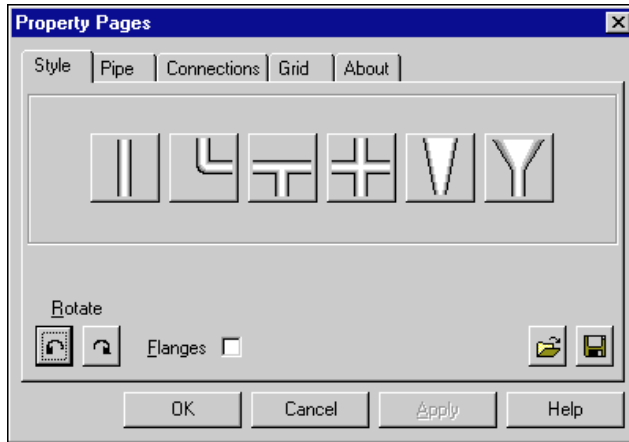 Property Pages
Style Pipe Connections Grid About
Rotate
Flanges
OK Cancel Apply Help